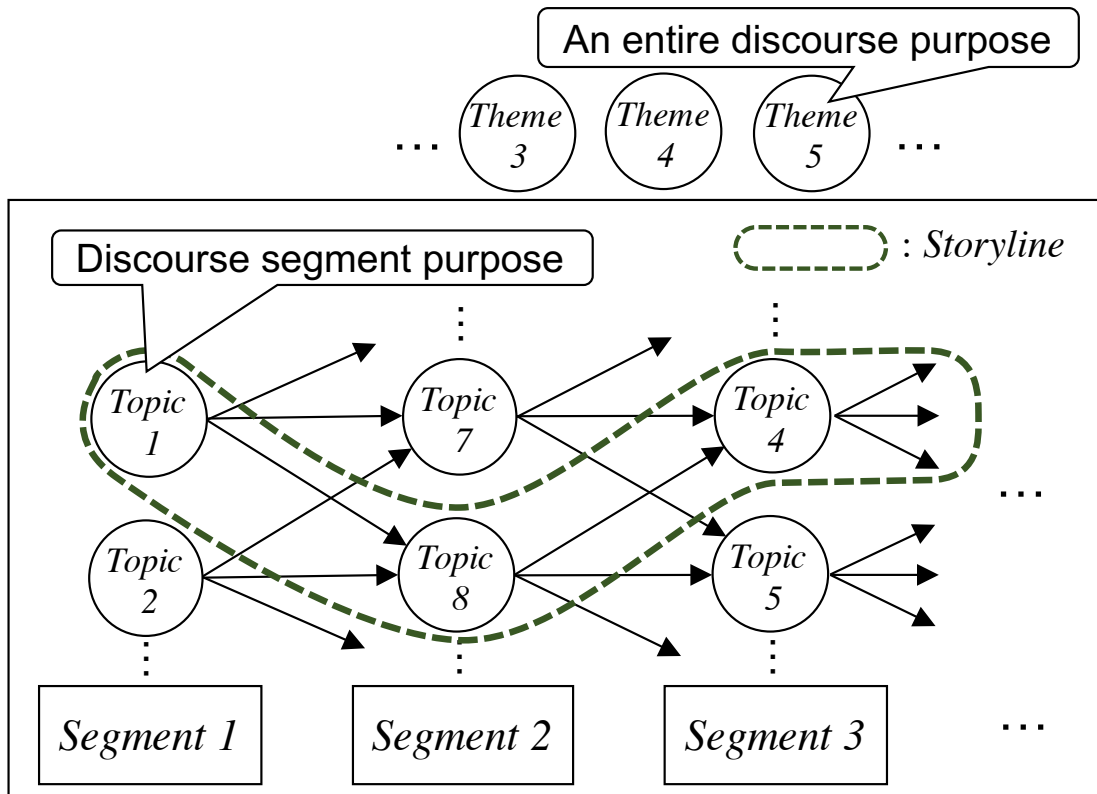 An entire discourse purpose
... Theme 3 Theme 4 Theme 5 ...
Discourse segment purpose
: Storyline
Topic 1 Topic 7 Topic 4
...
Topic 2 Topic 8 Topic 5
Segment 1 Segment 2 Segment 3 ...